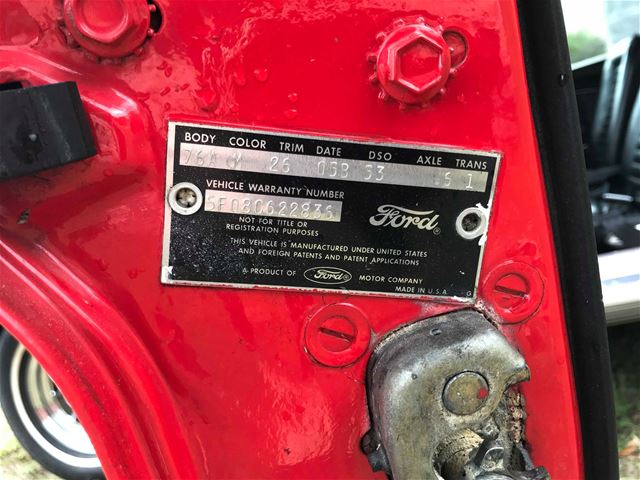 BODY COLOR TRIM DATE DSO AXLE TRANS
76A 26 05B 33 1
VEHICLE WARRANTY NUMBER
5F08C622836
Ford
NOT FOR TITLE OR
REGISTRATION PURPOSES
THIS VEHICLE IS MANUFACTURED UNDER UNITED STATES
AND FOREIGN PATENTS AND PATENT APPLICATIONS
A PRODUCT OF Ford MOTOR COMPANY
MADE IN U.S.A. G